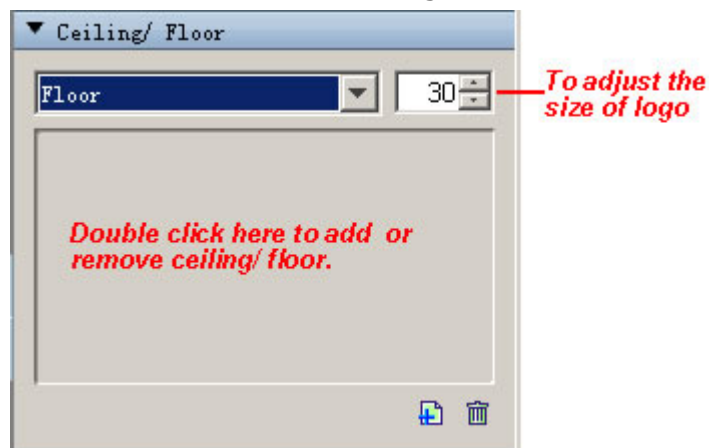 Ceiling/ Floor
Floor
30
To adjust the
size of logo
Double click here to add or
remove ceiling/ floor.